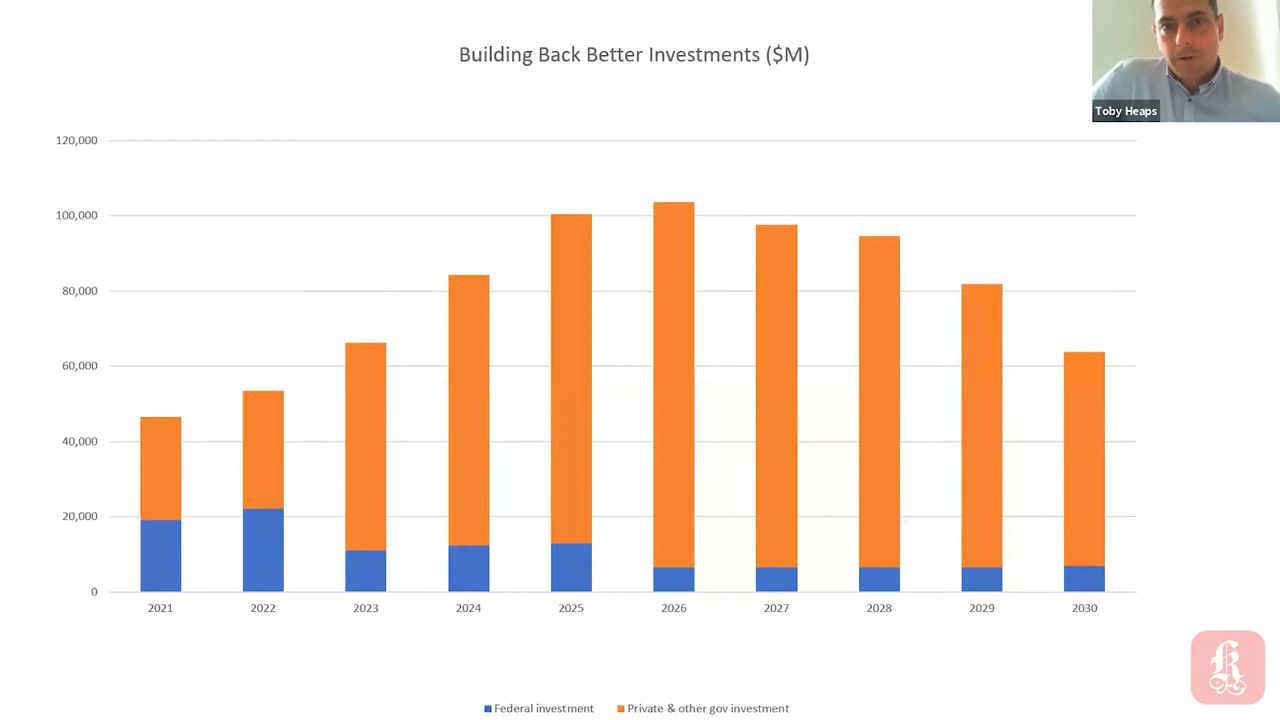 Building Back Better Investments ($M)
Toby Heaps
120,000
100,000
80,000
60,000
40,000
20,000
0
2021 2022 2023 2024 2025 2026 2027 2028 2029 2030
Federal investment Private & other gov investment